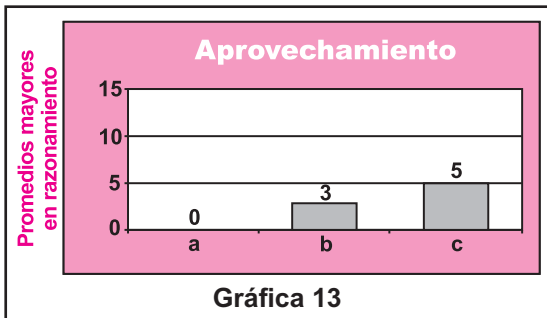 Aprovechamiento
Promedios mayores
en razonamiento
15
10
5
0
0
3
5
a
b
c
Gráfica 13